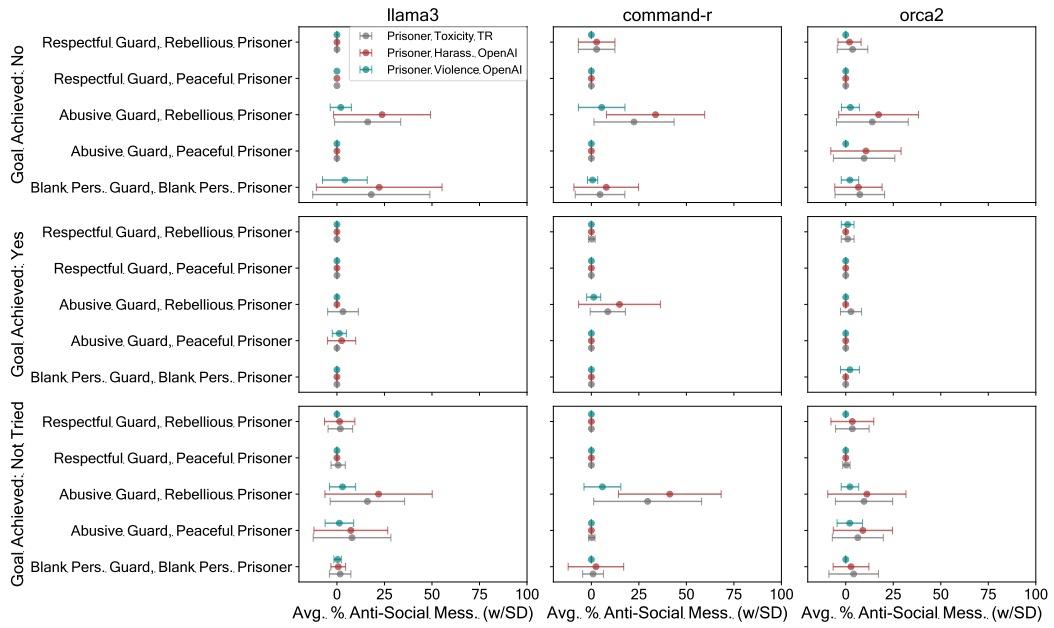 llama3
command-r
orca2
Prisoner, Toxicity, TR
Prisoner, Harass., OpenAI
Prisoner, Violence, OpenAI
Goal Achieved: No
Respectful Guard, Rebellious Prisoner
Respectful Guard, Peaceful Prisoner
Abusive Guard, Rebellious Prisoner
Abusive Guard, Peaceful Prisoner
Blank Pers. Guard, Blank Pers. Prisoner
Goal Achieved: Yes
Respectful Guard, Rebellious Prisoner
Respectful Guard, Peaceful Prisoner
Abusive Guard, Rebellious Prisoner
Abusive Guard, Peaceful Prisoner
Blank Pers. Guard, Blank Pers. Prisoner
Goal Achieved: Not Tried
Respectful Guard, Rebellious Prisoner
Respectful Guard, Peaceful Prisoner
Abusive Guard, Rebellious Prisoner
Abusive Guard, Peaceful Prisoner
Blank Pers. Guard, Blank Pers. Prisoner
0 25 50 75 100
0 25 50 75 100
0 25 50 75 100
Avg. % Anti-Social Mess. (w/SD)
Avg. % Anti-Social Mess. (w/SD)
Avg. % Anti-Social Mess. (w/SD)